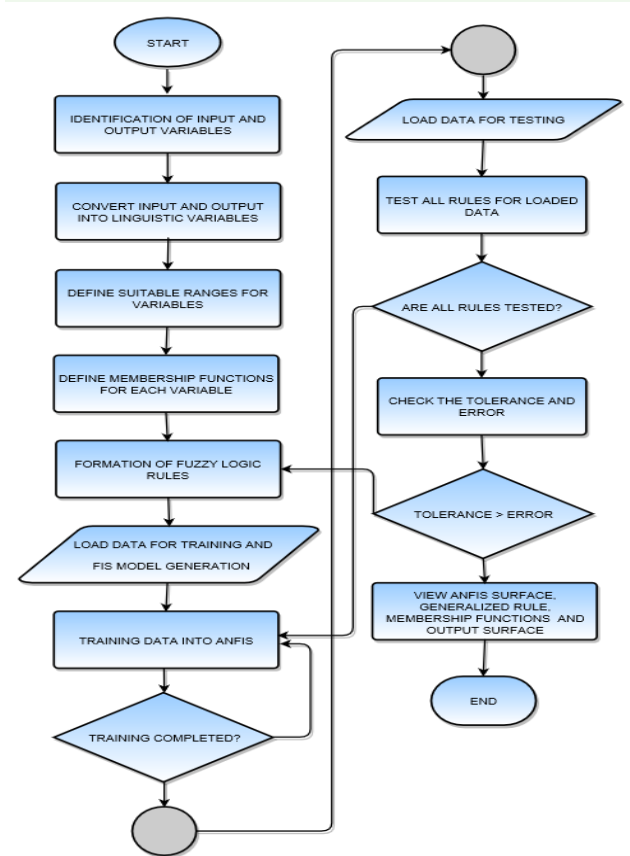 START
IDENTIFICATION OF INPUT AND
OUTPUT VARIABLES
CONVERT INPUT AND OUTPUT
INTO LINGUISTIC VARIABLES
DEFINE SUITABLE RANGES FOR
VARIABLES
DEFINE MEMBERSHIP FUNCTIONS
FOR EACH VARIABLE
FORMATION OF FUZZY LOGIC
RULES
LOAD DATA FOR TRAINING AND
FIS MODEL GENERATION
TRAINING DATA INTO ANFIS
TRAINING COMPLETED?
LOAD DATA FOR TESTING
TEST ALL RULES FOR LOADED
DATA
ARE ALL RULES TESTED?
CHECK THE TOLERANCE AND
ERROR
TOLERANCE > ERROR
VIEW ANFIS SURFACE,
GENERALIZED RULE,
MEMBERSHIP FUNCTIONS AND
OUTPUT SURFACE
END